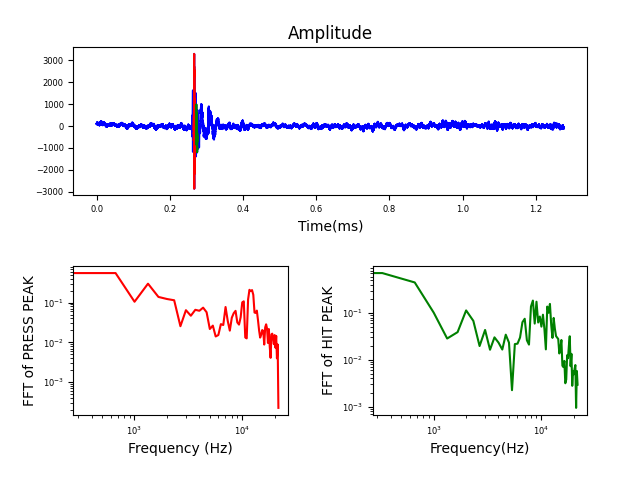 Amplitude
3000
2000
1000
0
−1000
−2000
−3000
0.0 0.2 0.4 0.6 0.8 1.0 1.2
Time(ms)
FFT of PRESS PEAK
10⁻¹
10⁻²
10⁻³
10³ 10⁴
Frequency (Hz)
FFT of HIT PEAK
10⁻¹
10⁻²
10⁻³
10³ 10⁴
Frequency(Hz)